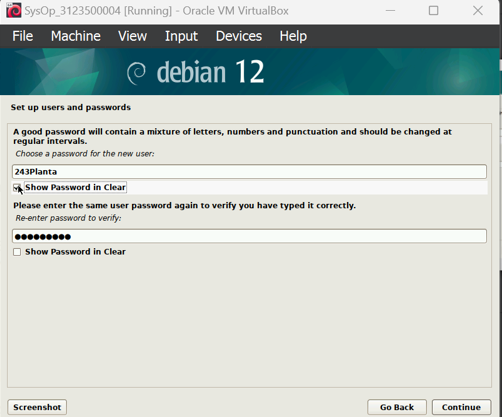 SysOp_3123500004 [Running] - Oracle VM VirtualBox
File Machine View Input Devices Help
debian 12
Set up users and passwords
A good password will contain a mixture of letters, numbers and punctuation and should be changed at
regular intervals.
Choose a password for the new user:
243Planta
Show Password in Clear
Please enter the same user password again to verify you have typed it correctly.
Re-enter password to verify:
●●●●●●●●●
Show Password in Clear
Screenshot Go Back Continue